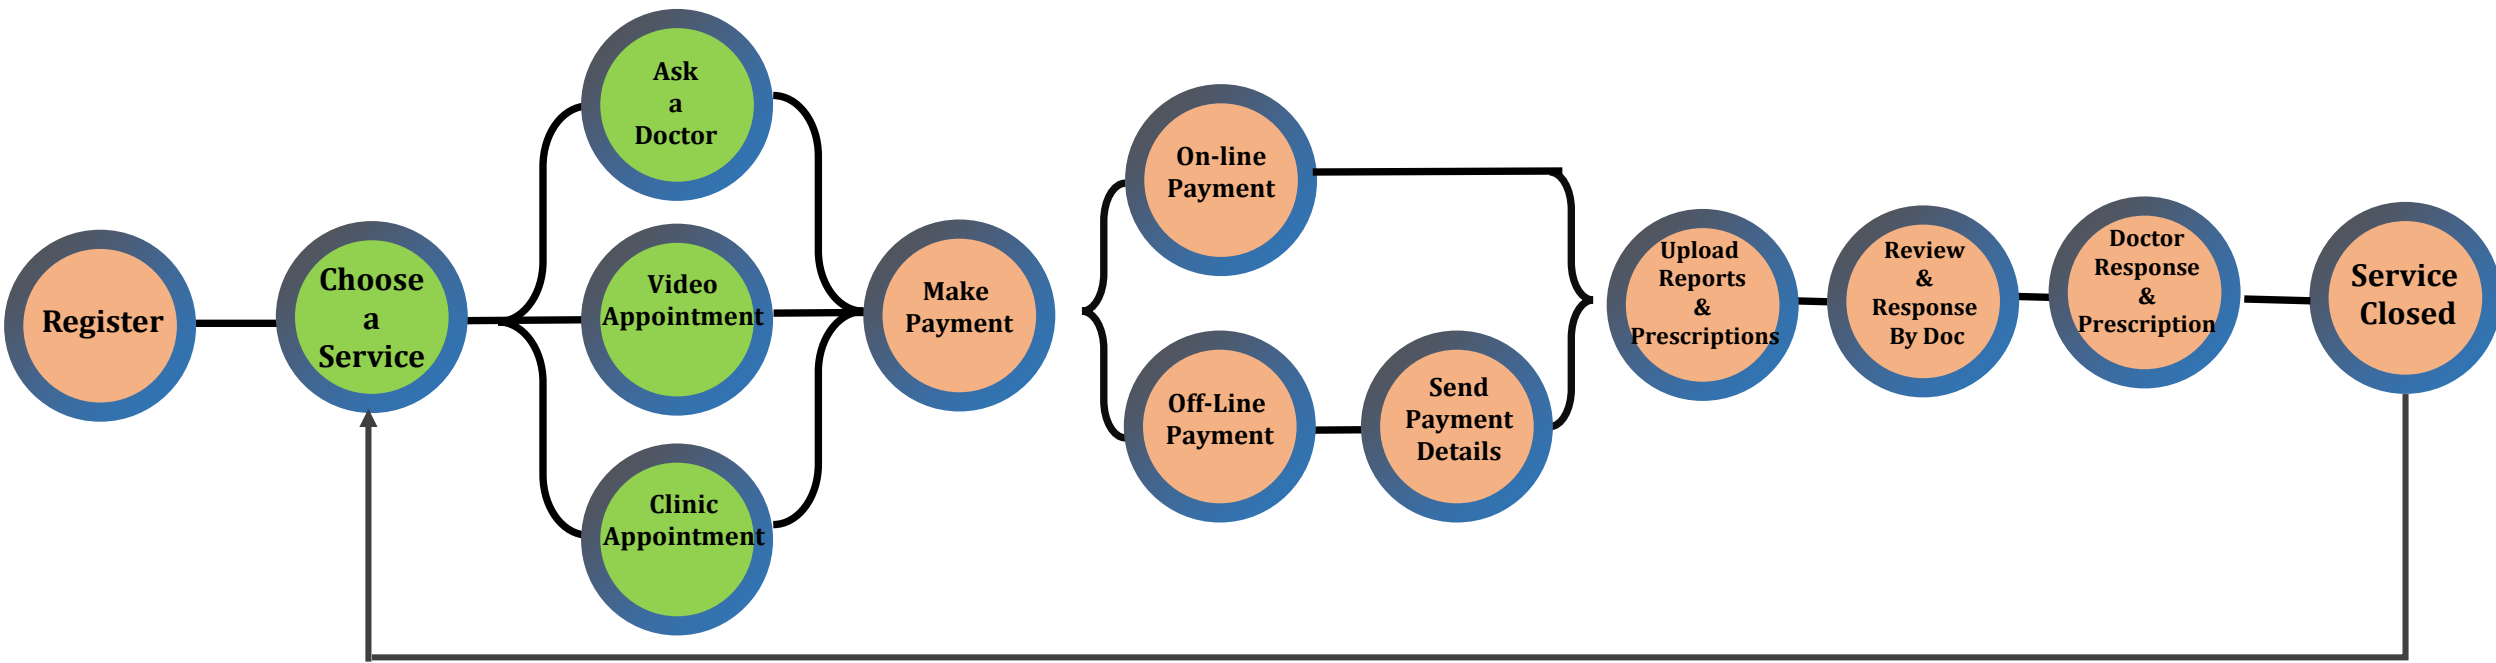 Register
Choose
a
Service
Ask
a
Doctor
Video
Appointment
Clinic
Appointment
Make
Payment
On-line
Payment
Off-Line
Payment
Send
Payment
Details
Upload
Reports
&
Prescriptions
Review
&
Response
By Doc
Doctor
Response
&
Prescription
Service
Closed